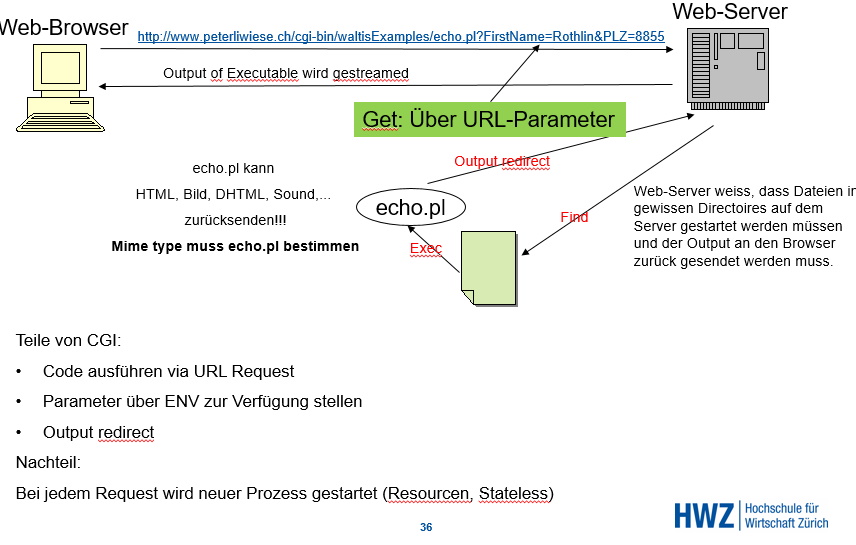 Web-Server
Web-Browser
http://www.peterliwiese.ch/cgi-bin/waltisExamples/echo.pl?FirstName=Rothlin&PLZ=8855
Output of Executable wird gestreamed
Get: Über URL-Parameter
Output redirect
echo.pl kann
HTML, Bild, DHTML, Sound,...
zurücksenden!!!
Mime type muss echo.pl bestimmen
echo.pl
Find
Exec
Web-Server weiss, dass Dateien in
gewissen Directoires auf dem
Server gestartet werden müssen
und der Output an den Browser
zurück gesendet werden muss.
Teile von CGI:
• Code ausführen via URL Request
• Parameter über ENV zur Verfügung stellen
• Output redirect
Nachteil:
Bei jedem Request wird neuer Prozess gestartet (Resourcen, Stateless)
36
HWZ Hochschule für
Wirtschaft Zürich